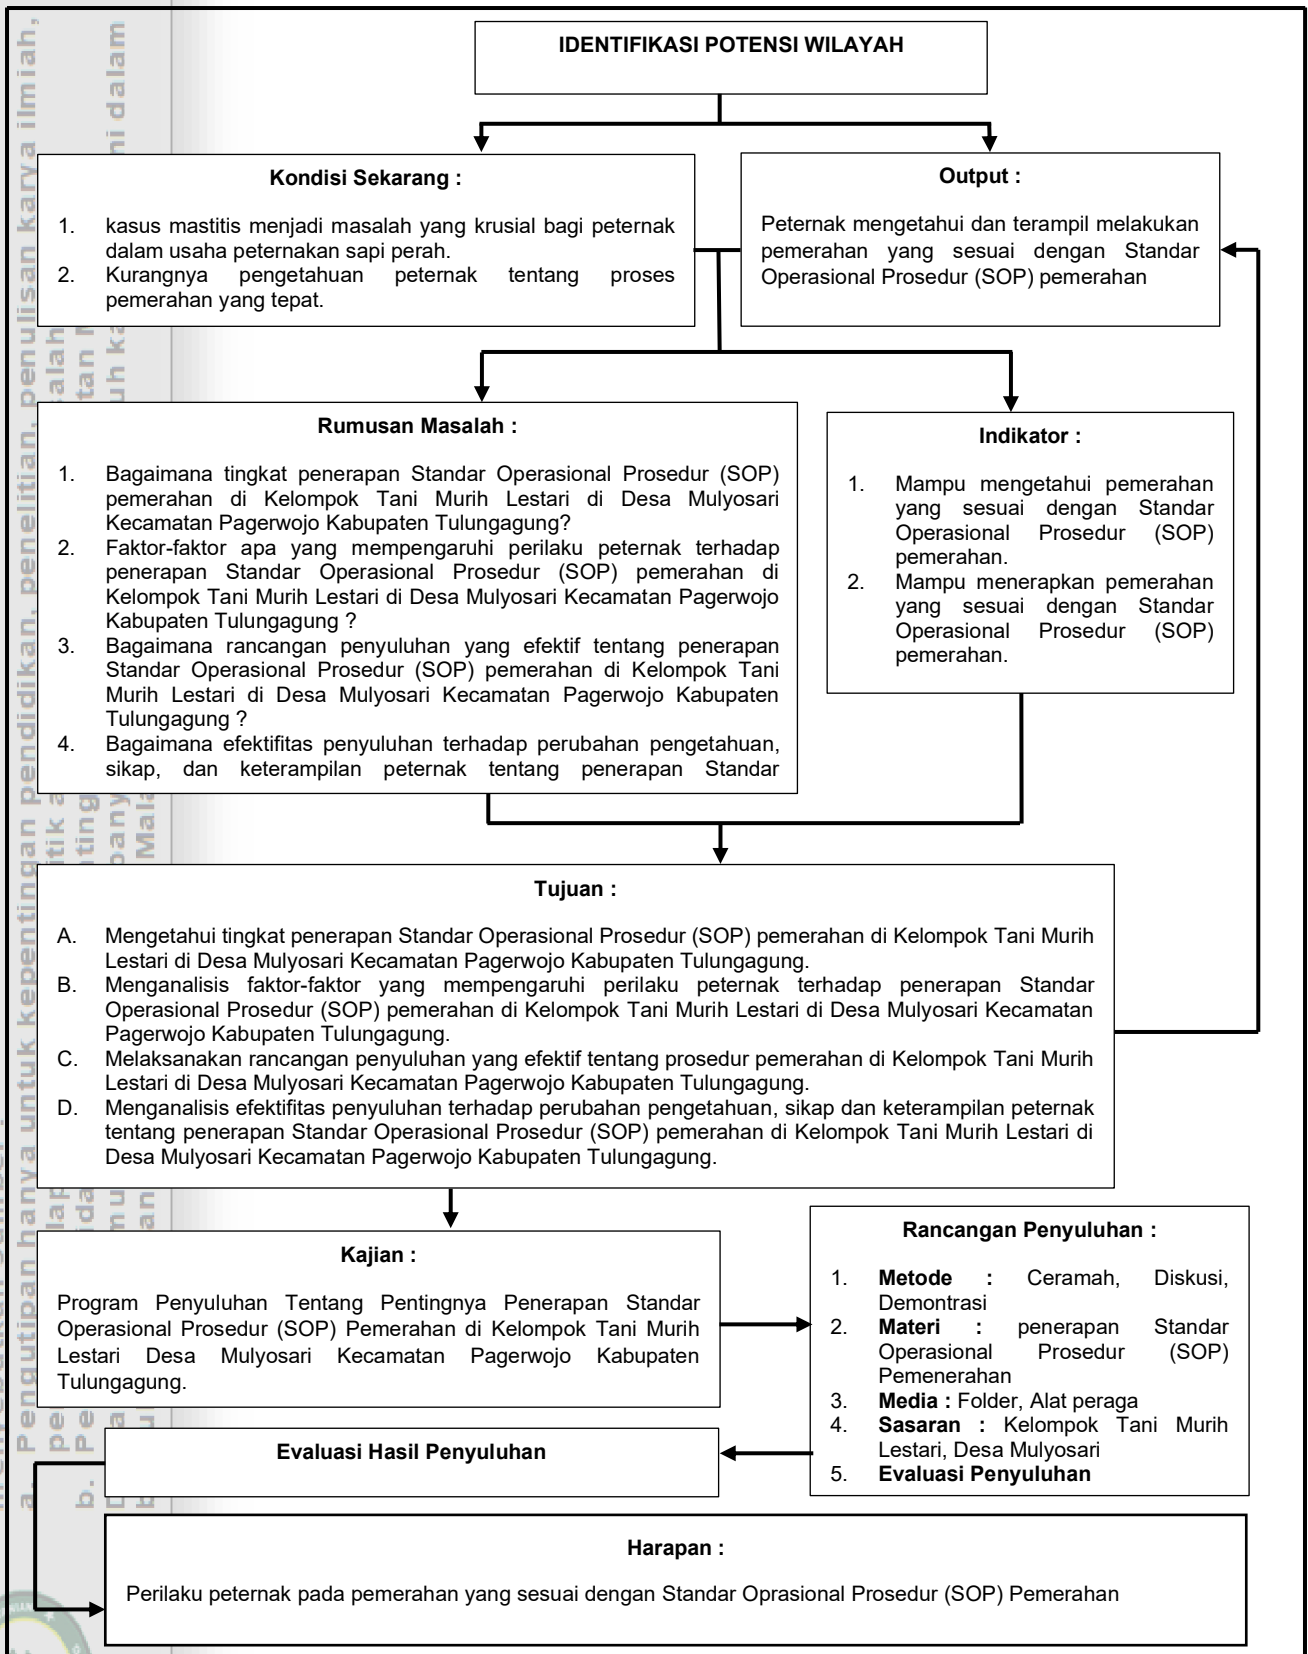 IDENTIFIKASI POTENSI WILAYAH
Kondisi Sekarang :
1. kasus mastitis menjadi masalah yang krusial bagi peternak
dalam usaha peternakan sapi perah.
2. Kurangnya pengetahuan peternak tentang proses
pemerahan yang tepat.
Output :
Peternak mengetahui dan terampil melakukan
pemerahan yang sesuai dengan Standar
Operasional Prosedur (SOP) pemerahan
Rumusan Masalah :
1. Bagaimana tingkat penerapan Standar Operasional Prosedur (SOP)
pemerahan di Kelompok Tani Murih Lestari di Desa Mulyosari
Kecamatan Pagerwojo Kabupaten Tulungagung?
2. Faktor-faktor apa yang mempengaruhi perilaku peternak terhadap
penerapan Standar Operasional Prosedur (SOP) pemerahan di
Kelompok Tani Murih Lestari di Desa Mulyosari Kecamatan Pagerwojo
Kabupaten Tulungagung ?
3. Bagaimana rancangan penyuluhan yang efektif tentang penerapan
Standar Operasional Prosedur (SOP) pemerahan di Kelompok Tani
Murih Lestari di Desa Mulyosari Kecamatan Pagerwojo Kabupaten
Tulungagung ?
4. Bagaimana efektifitas penyuluhan terhadap perubahan pengetahuan,
sikap, dan keterampilan peternak tentang penerapan Standar
Indikator :
1. Mampu mengetahui pemerahan
yang sesuai dengan Standar
Operasional Prosedur (SOP)
pemerahan.
2. Mampu menerapkan pemerahan
yang sesuai dengan Standar
Operasional Prosedur (SOP)
pemerahan.
Tujuan :
A. Mengetahui tingkat penerapan Standar Operasional Prosedur (SOP) pemerahan di Kelompok Tani Murih
Lestari di Desa Mulyosari Kecamatan Pagerwojo Kabupaten Tulungagung.
B. Menganalisis faktor-faktor yang mempengaruhi perilaku peternak terhadap penerapan Standar
Operasional Prosedur (SOP) pemerahan di Kelompok Tani Murih Lestari di Desa Mulyosari Kecamatan
Pagerwojo Kabupaten Tulungagung.
C. Melaksanakan rancangan penyuluhan yang efektif tentang prosedur pemerahan di Kelompok Tani Murih
Lestari di Desa Mulyosari Kecamatan Pagerwojo Kabupaten Tulungagung.
D. Menganalisis efektifitas penyuluhan terhadap perubahan pengetahuan, sikap dan keterampilan peternak
tentang penerapan Standar Operasional Prosedur (SOP) pemerahan di Kelompok Tani Murih Lestari di
Desa Mulyosari Kecamatan Pagerwojo Kabupaten Tulungagung.
Kajian :
Program Penyuluhan Tentang Pentingnya Penerapan Standar
Operasional Prosedur (SOP) Pemerahan di Kelompok Tani Murih
Lestari Desa Mulyosari Kecamatan Pagerwojo Kabupaten
Tulungagung.
Rancangan Penyuluhan :
1. Metode : Ceramah, Diskusi,
Demontrasi
2. Materi : penerapan Standar
Operasional Prosedur (SOP)
Pemenerahan
3. Media : Folder, Alat peraga
4. Sasaran : Kelompok Tani Murih
Lestari, Desa Mulyosari
5. Evaluasi Penyuluhan
Evaluasi Hasil Penyuluhan
Harapan :
Perilaku peternak pada pemerahan yang sesuai dengan Standar Oprasional Prosedur (SOP) Pemerahan
a. Pengutipan hanya untuk kepentingan pendidikan, penelitian, penulisan karya ilmiah,